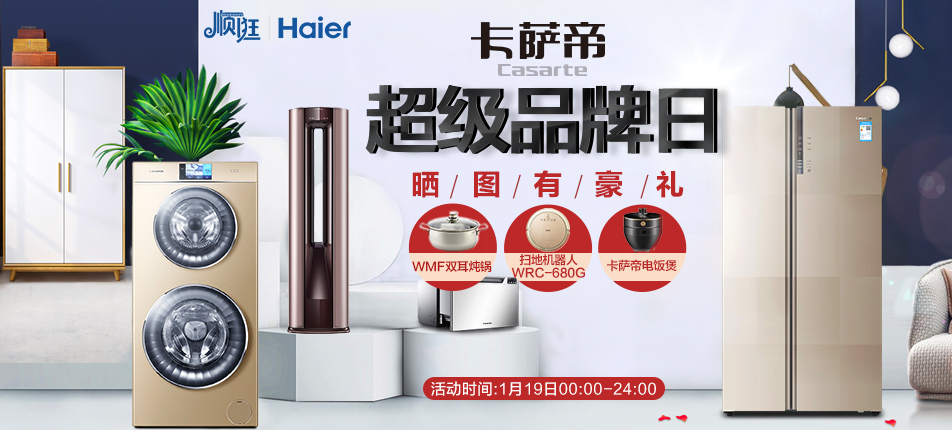 顺逛 Haier
卡萨帝
Casarte
超级品牌日
晒/图/有/豪/礼
WMF双耳炖锅
扫地机器人
WRC-680G
卡萨帝电饭煲
活动时间:1月19日00:00-24:00